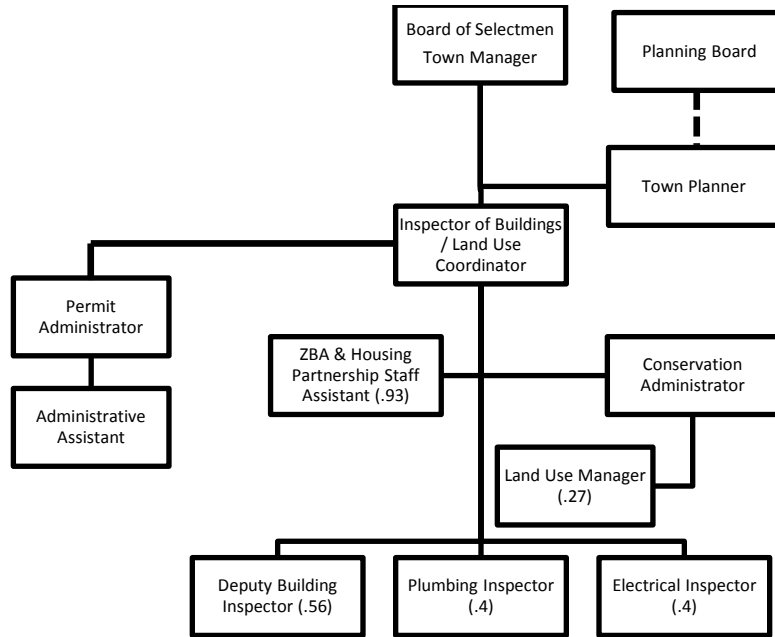 Board of Selectmen
Town Manager
Planning Board
Town Planner
Inspector of Buildings
/ Land Use
Coordinator
Permit
Administrator
ZBA & Housing
Partnership Staff
Assistant (.93)
Conservation
Administrator
Administrative
Assistant
Land Use Manager
(.27)
Deputy Building
Inspector (.56)
Plumbing Inspector
(.4)
Electrical Inspector
(.4)